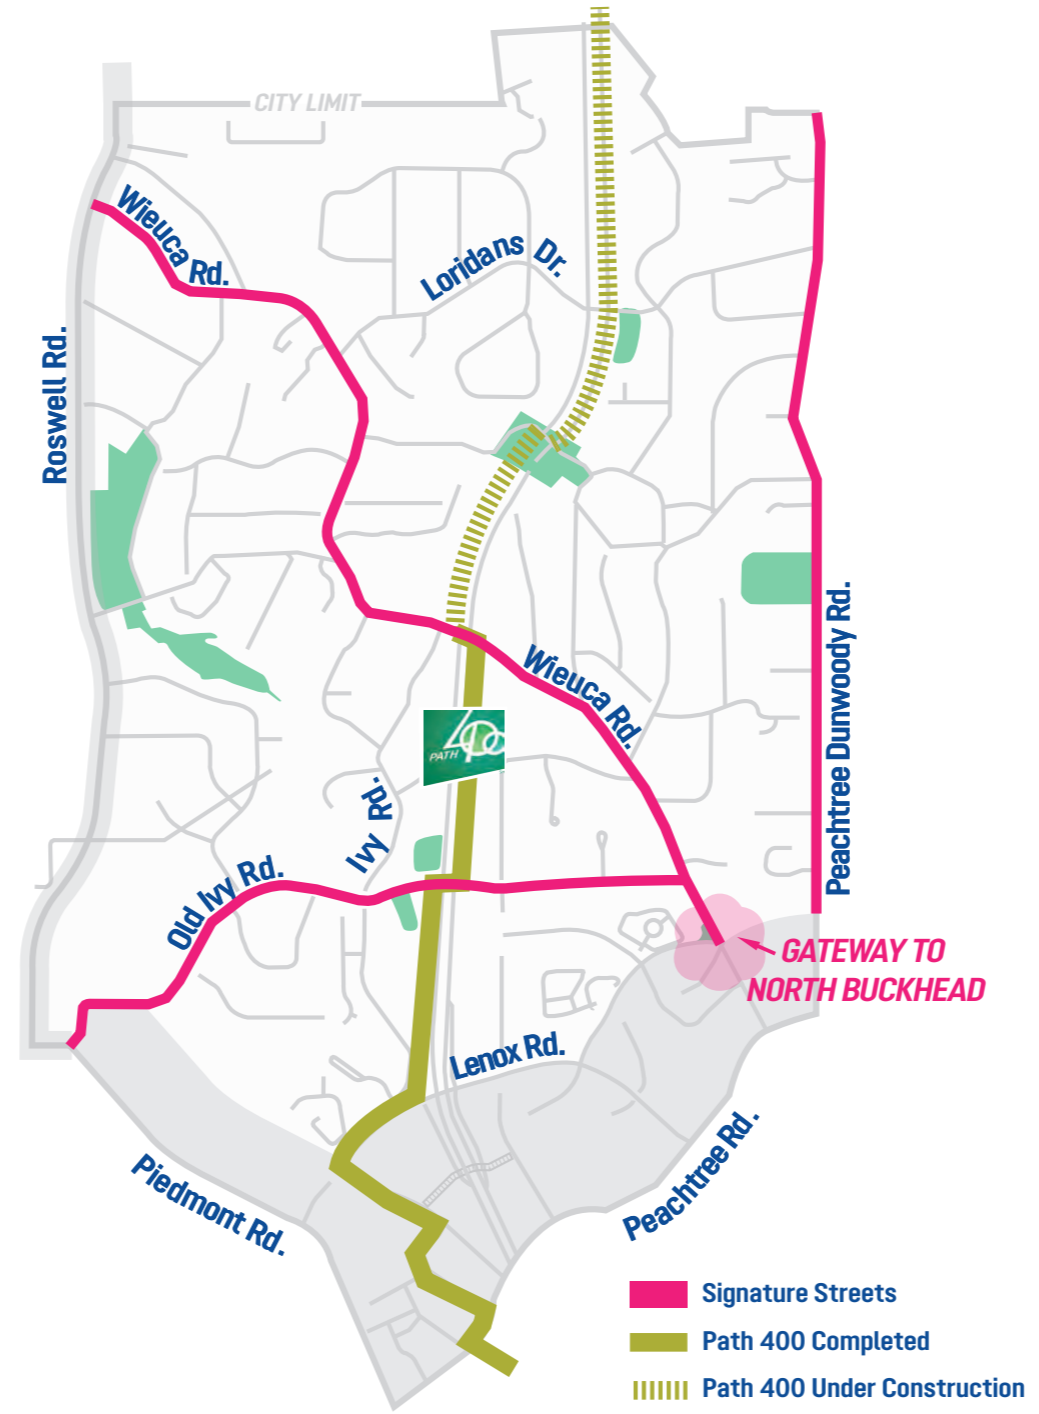 CITY LIMIT
Wieuca Rd.
Loridans Dr.
Roswell Rd.
Wieuca Rd.
Peachtree Dunwoody Rd.
PATH 400
Ivy Rd.
Old Ivy Rd.
GATEWAY TO
NORTH BUCKHEAD
Lenox Rd.
Piedmont Rd.
Peachtree Rd.
Signature Streets
Path 400 Completed
Path 400 Under Construction